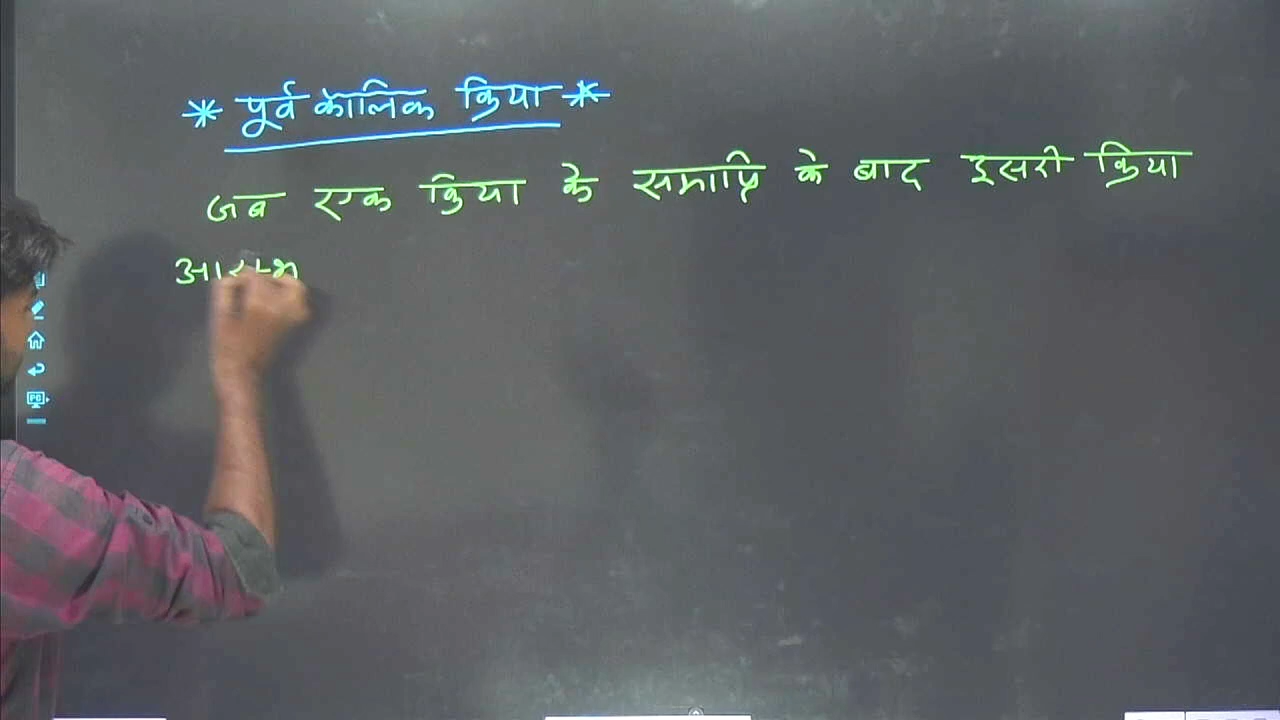 * पूर्व कालिक क्रिया *
जब एक क्रिया के समाप्ति के बाद दूसरी क्रिया
आरम्भ